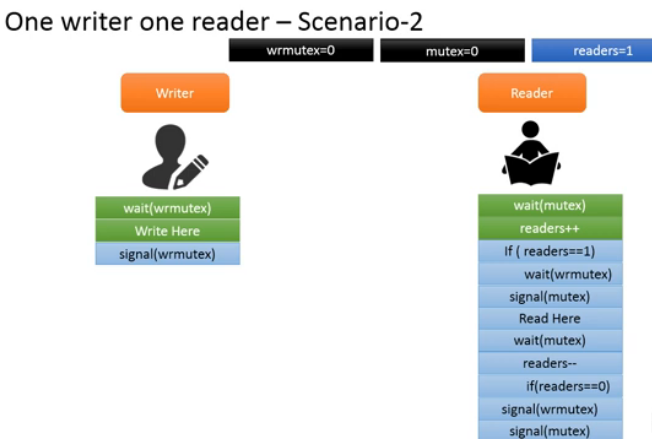 One writer one reader – Scenario-2
wrmutex=0
mutex=0
readers=1
Writer
Reader
wait(wrmutex)
Write Here
signal(wrmutex)
wait(mutex)
readers++
If ( readers==1)
wait(wrmutex)
signal(mutex)
Read Here
wait(mutex)
readers--
if(readers==0)
signal(wrmutex)
signal(mutex)